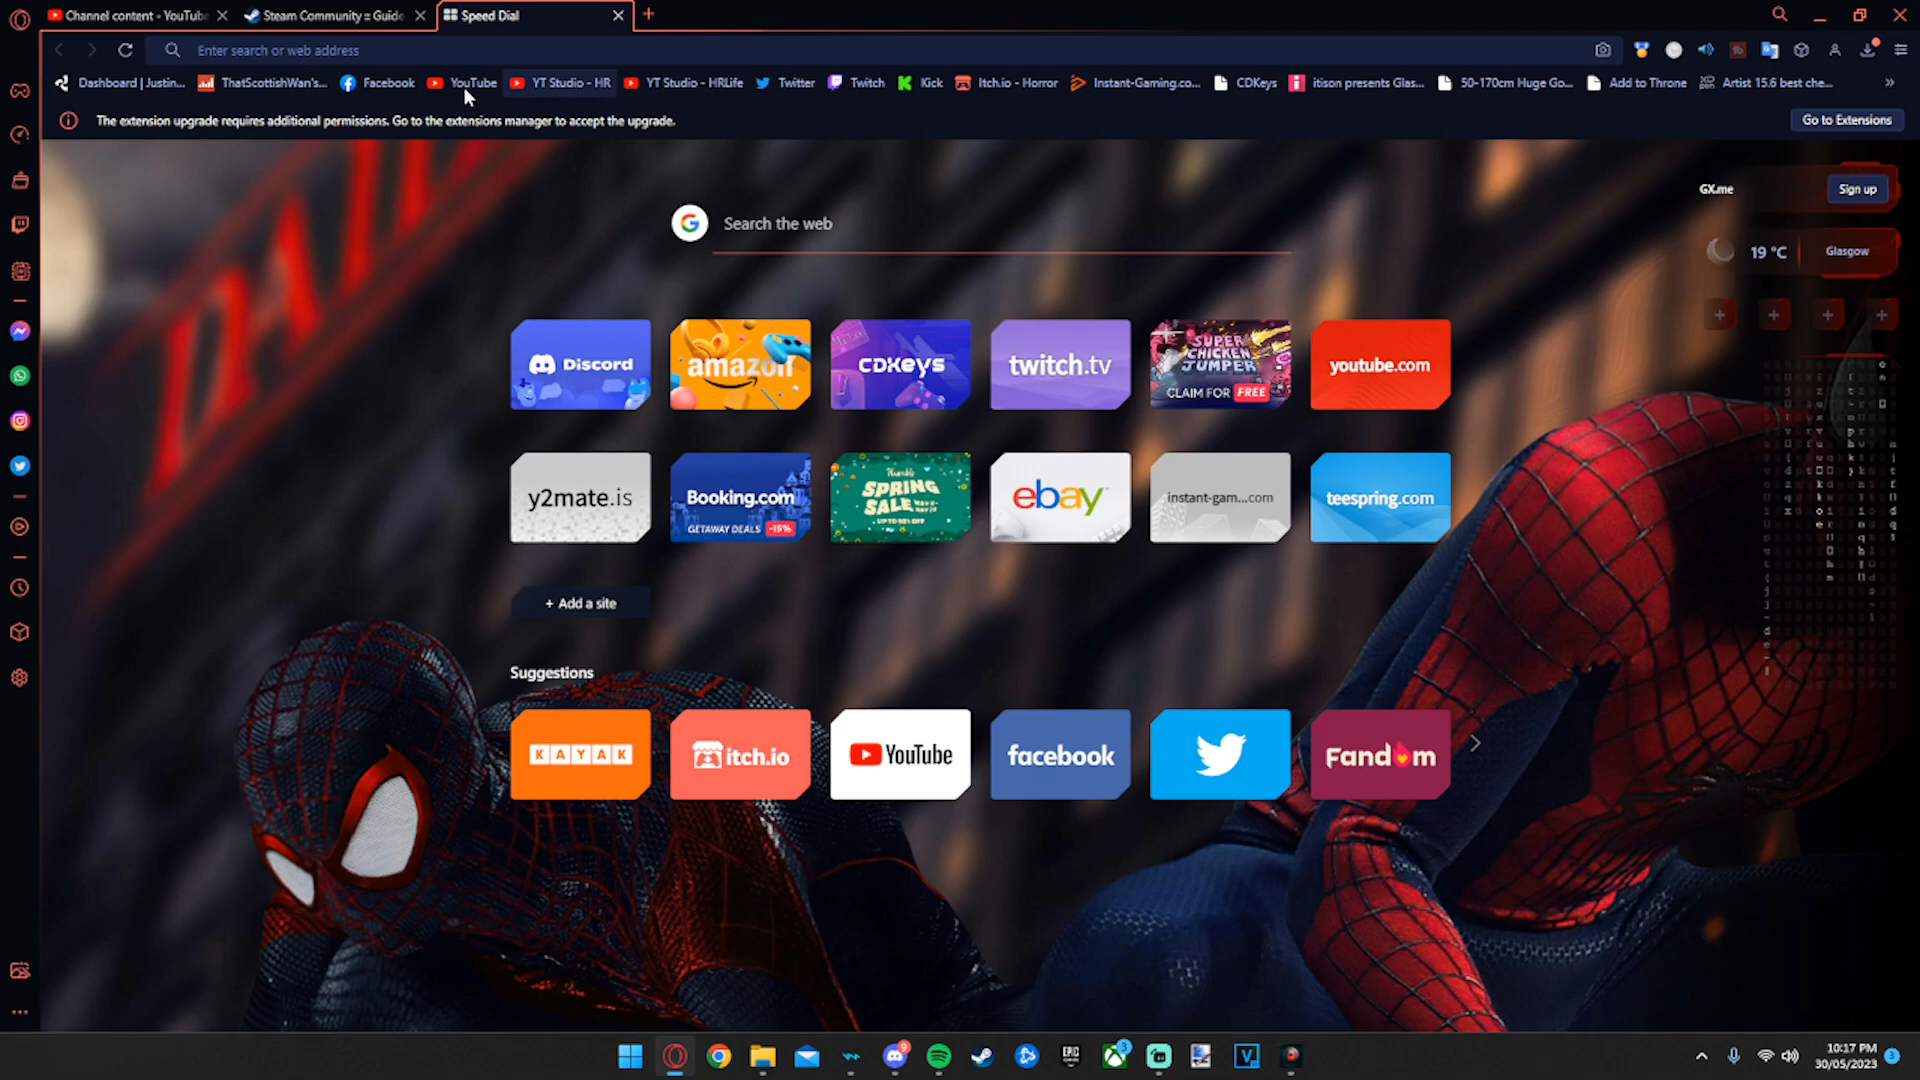 Channel content - YouTube
Steam Community :: Guide
Speed Dial
Enter search or web address
Dashboard | Justin...
ThatScottishWan's...
Facebook
YouTube
YT Studio - HR
YT Studio - HRLife
Twitter
Twitch
Kick
Itch.io - Horror
Instant-Gaming.co...
CDKeys
itison presents Glas...
50-170cm Huge Go...
Add to Throne
Artist 15.6 best che...
The extension upgrade requires additional permissions. Go to the extensions manager to accept the upgrade.
Go to Extensions
DAI
GX.me
Sign up
Search the web
19 °C
Glasgow
Discord
amazon
CDKeys
twitch.tv
SUPER
CHICKEN
JUMPER
CLAIM FOR FREE
youtube.com
y2mate.is
Booking.com
GETAWAY DEALS -15%
Humble
SPRING
SALE
ebay
instant-gam...com
teespring.com
+ Add a site
Suggestions
KAYAK
itch.io
YouTube
facebook
Fandom
9
EPIC
3
V
10:17 PM
30/05/2023
3